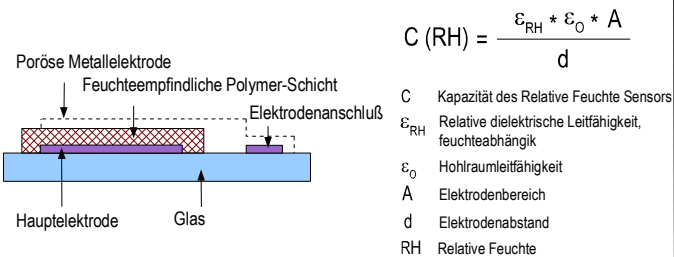 Poröse Metallelektrode
Feuchteempfindliche Polymer-Schicht
Elektrodenanschluß
Hauptelektrode
Glas
C (RH) = ε_RH * ε_O * A / d
C Kapazität des Relative Feuchte Sensors
ε_RH Relative dielektrische Leitfähigkeit,
feuchteabhängik
ε_O Hohlraumleitfähigkeit
A Elektrodenbereich
d Elektrodenabstand
RH Relative Feuchte